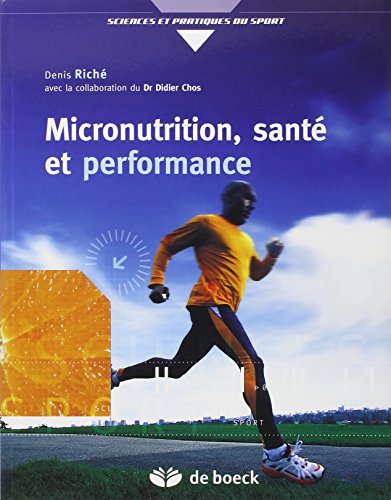 SCIENCES ET PRATIQUES DU SPORT
Denis Riché
avec la collaboration du Dr Didier Chos
Micronutrition, santé
et performance
SPORT
de boeck